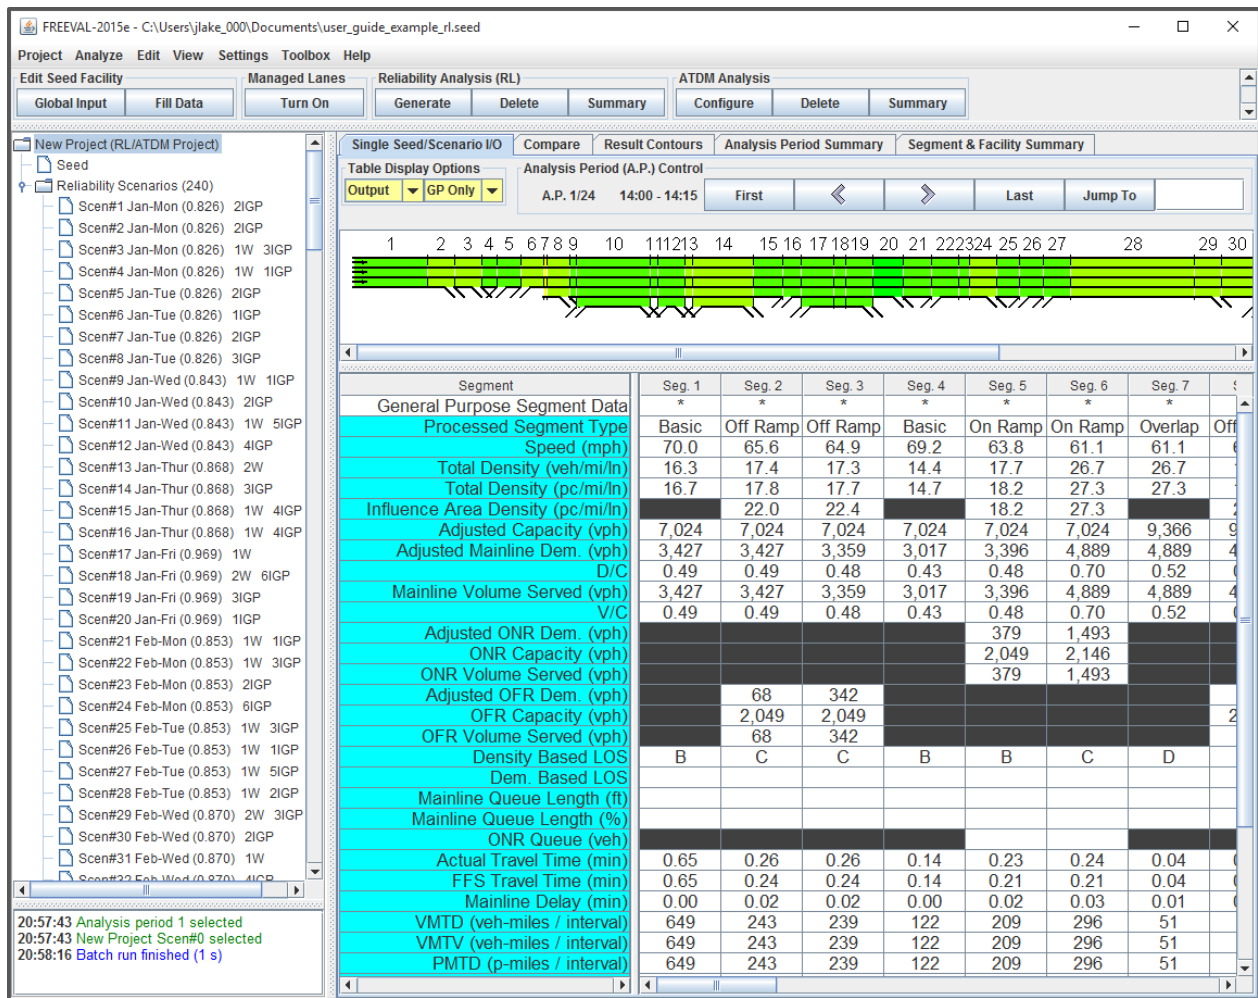 FREEVAL-2015e - C:\Users\jlake_000\Documents\user_guide_example_rl.seed
Project Analyze Edit View Settings Toolbox Help
Edit Seed Facility Managed Lanes Reliability Analysis (RL) ATDM Analysis
Global Input Fill Data Turn On Generate Delete Summary Configure Delete Summary
New Project (RL/ATDM Project)
Seed
Reliability Scenarios (240)
Scen#1 Jan-Mon (0.826) 2IGP
Scen#2 Jan-Mon (0.826) 2IGP
Scen#3 Jan-Mon (0.826) 1W 3IGP
Scen#4 Jan-Mon (0.826) 1W 1IGP
Scen#5 Jan-Tue (0.826) 2IGP
Scen#6 Jan-Tue (0.826) 1IGP
Scen#7 Jan-Tue (0.826) 2IGP
Scen#8 Jan-Tue (0.826) 3IGP
Scen#9 Jan-Wed (0.843) 1W 1IGP
Scen#10 Jan-Wed (0.843) 2IGP
Scen#11 Jan-Wed (0.843) 1W 5IGP
Scen#12 Jan-Wed (0.843) 4IGP
Scen#13 Jan-Thur (0.868) 2W
Scen#14 Jan-Thur (0.868) 3IGP
Scen#15 Jan-Thur (0.868) 1W 4IGP
Scen#16 Jan-Thur (0.868) 1W 4IGP
Scen#17 Jan-Fri (0.969) 1W
Scen#18 Jan-Fri (0.969) 2W 6IGP
Scen#19 Jan-Fri (0.969) 3IGP
Scen#20 Jan-Fri (0.969) 1IGP
Scen#21 Feb-Mon (0.853) 1W 1IGP
Scen#22 Feb-Mon (0.853) 1W 3IGP
Scen#23 Feb-Mon (0.853) 2IGP
Scen#24 Feb-Mon (0.853) 6IGP
Scen#25 Feb-Tue (0.853) 1W 3IGP
Scen#26 Feb-Tue (0.853) 1W 1IGP
Scen#27 Feb-Tue (0.853) 1W 5IGP
Scen#28 Feb-Tue (0.853) 1W 2IGP
Scen#29 Feb-Wed (0.870) 2W 3IGP
Scen#30 Feb-Wed (0.870) 2IGP
Scen#31 Feb-Wed (0.870) 1W
Scen#32 Feb-Wed (0.870) 4IGP
20:57:43 Analysis period 1 selected
20:57:43 New Project Scen#0 selected
20:58:16 Batch run finished (1 s)
Single Seed/Scenario I/O Compare Result Contours Analysis Period Summary Segment & Facility Summary
Table Display Options Analysis Period (A.P.) Control
Output GP Only A.P. 1/24 14:00 - 14:15 First Last Jump To
1 2 3 4 5 6 7 8 9 10 11 12 13 14 15 16 17 18 19 20 21 22 23 24 25 26 27 28 29 30
Segment Seg. 1 Seg. 2 Seg. 3 Seg. 4 Seg. 5 Seg. 6 Seg. 7
General Purpose Segment Data * * * * * * *
Processed Segment Type Basic Off Ramp Off Ramp Basic On Ramp On Ramp Overlap Off
Speed (mph) 70.0 65.6 64.9 69.2 63.8 61.1 61.1
Total Density (veh/mi/ln) 16.3 17.4 17.3 14.4 17.7 26.7 26.7
Total Density (pc/mi/ln) 16.7 17.8 17.7 14.7 18.2 27.3 27.3
Influence Area Density (pc/mi/ln) 22.0 22.4 18.2 27.3
Adjusted Capacity (vph) 7,024 7,024 7,024 7,024 7,024 7,024 9,366
Adjusted Mainline Dem. (vph) 3,427 3,427 3,359 3,017 3,396 4,889 4,889
D/C 0.49 0.49 0.48 0.43 0.48 0.70 0.52
Mainline Volume Served (vph) 3,427 3,427 3,359 3,017 3,396 4,889 4,889
V/C 0.49 0.49 0.48 0.43 0.48 0.70 0.52
Adjusted ONR Dem. (vph) 379 1,493
ONR Capacity (vph) 2,049 2,146
ONR Volume Served (vph) 379 1,493
Adjusted OFR Dem. (vph) 68 342
OFR Capacity (vph) 2,049 2,049
OFR Volume Served (vph) 68 342
Density Based LOS B C C B B C D
Dem. Based LOS
Mainline Queue Length (ft)
Mainline Queue Length (%)
ONR Queue (veh)
Actual Travel Time (min) 0.65 0.26 0.26 0.14 0.23 0.24 0.04
FFS Travel Time (min) 0.65 0.24 0.24 0.14 0.21 0.21 0.04
Mainline Delay (min) 0.00 0.02 0.02 0.00 0.02 0.03 0.01
VMTD (veh-miles / interval) 649 243 239 122 209 296 51
VMTV (veh-miles / interval) 649 243 239 122 209 296 51
PMTD (p-miles / interval) 649 243 239 122 209 296 51